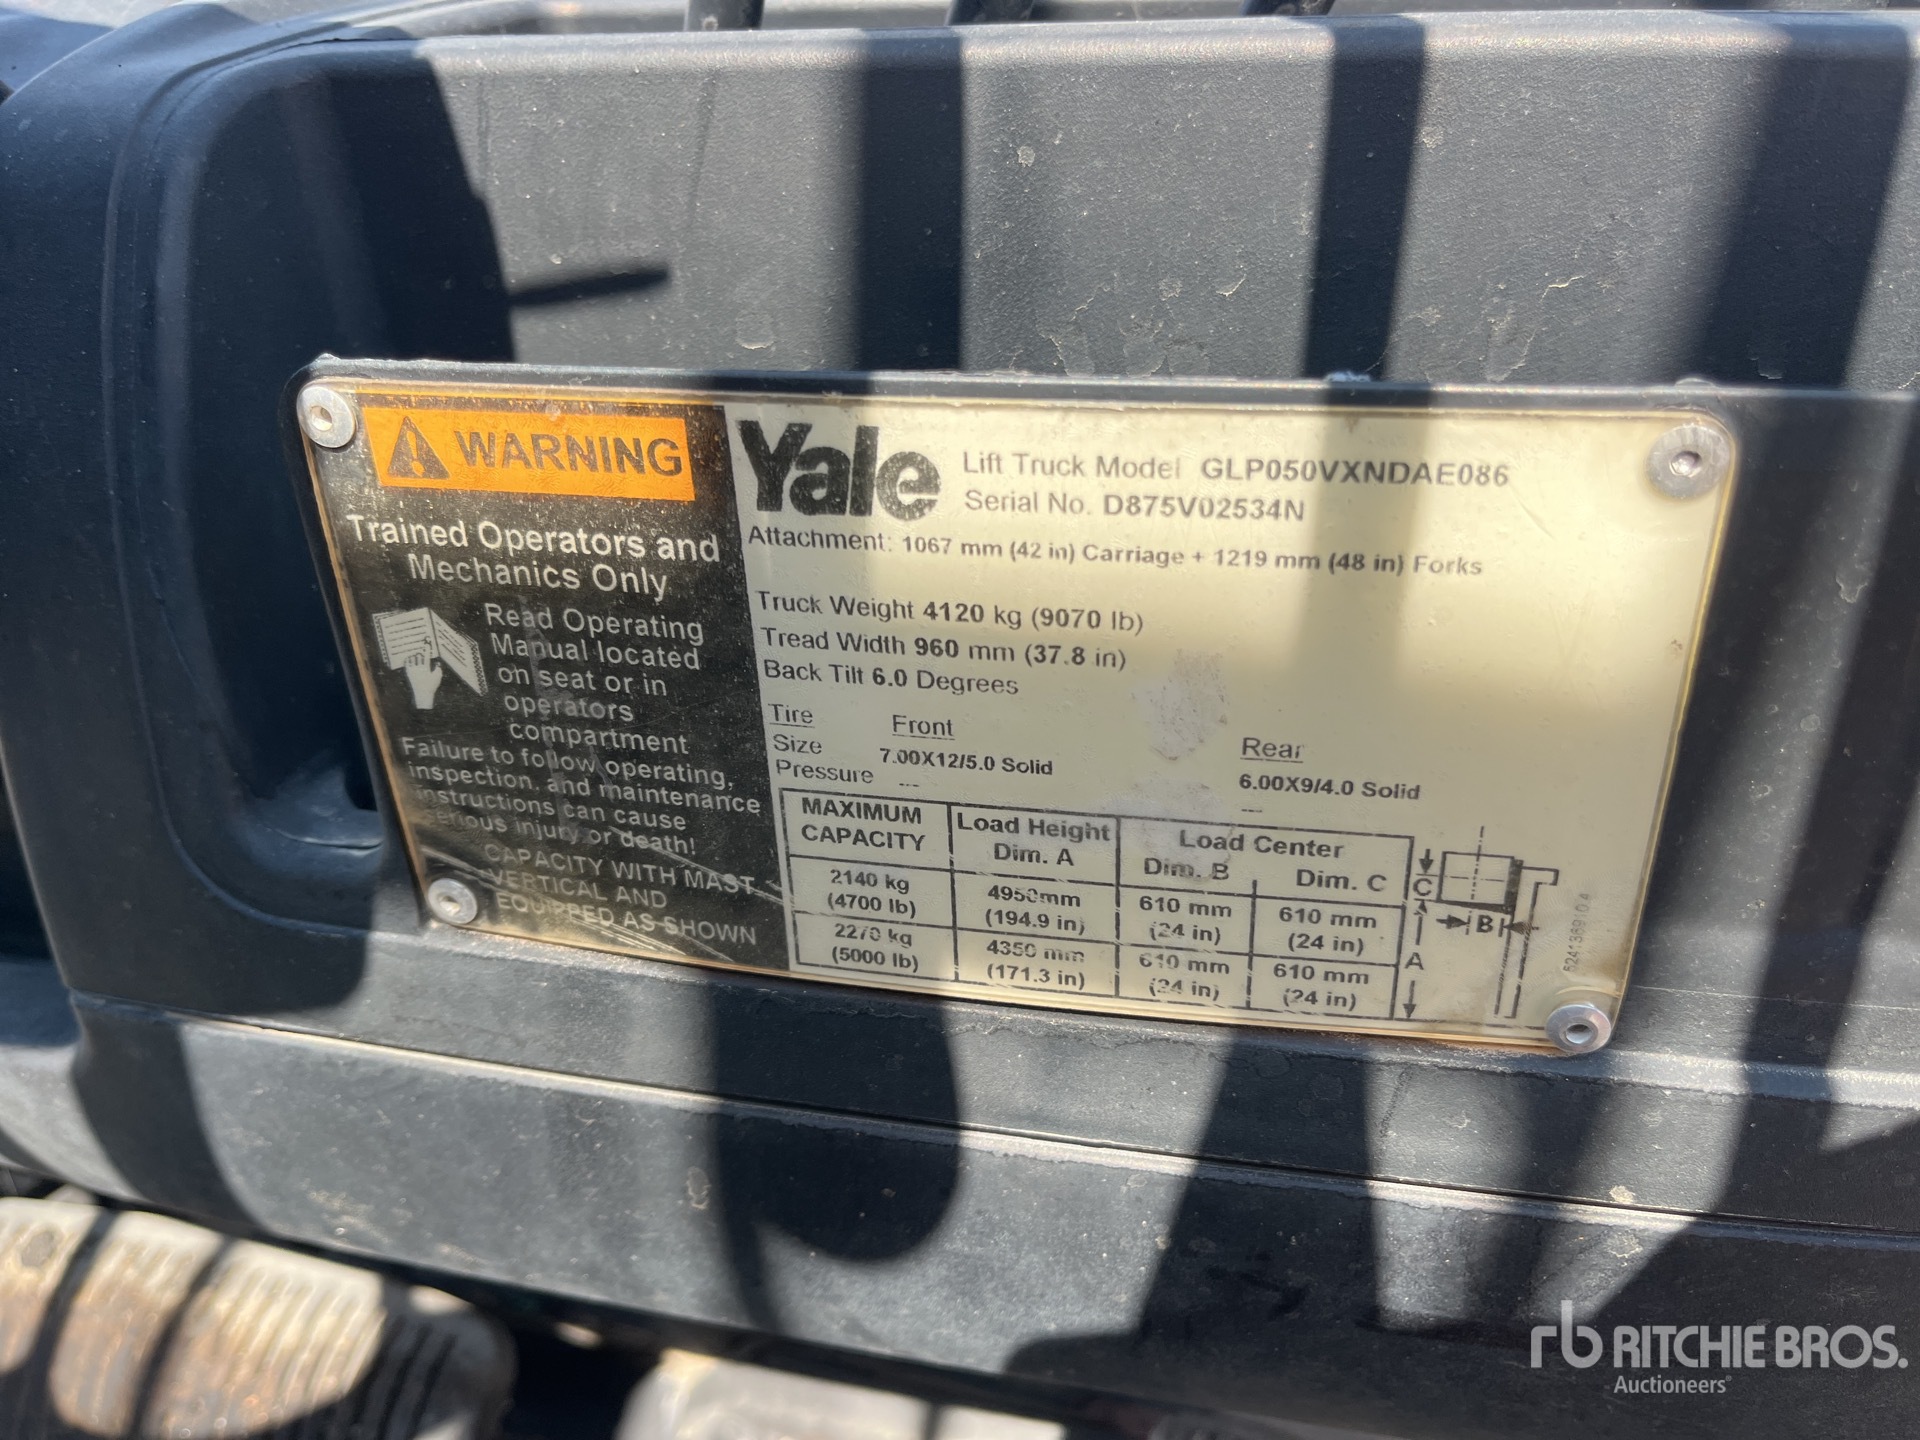 WARNING
Trained Operators and
Mechanics Only
Read Operating
Manual located
on seat or in
operators
compartment
Failure to follow operating,
inspection, and maintenance
instructions can cause
serious injury or death!
CAPACITY WITH MAST
VERTICAL AND
EQUIPPED AS SHOWN
Yale
Lift Truck Model GLP050VXNDAE086
Serial No. D875V02534N
Attachment: 1067 mm (42 in) Carriage + 1219 mm (48 in) Forks
Truck Weight 4120 kg (9070 lb)
Tread Width 960 mm (37.8 in)
Back Tilt 6.0 Degrees
Tire Front Rear
Size 7.00X12/5.0 Solid 6.00X9/4.0 Solid
Pressure --- ---
MAXIMUM CAPACITY
Load Height Dim. A
Load Center
Dim. B Dim. C
2140 kg 4950mm 610 mm 610 mm
(4700 lb) (194.9 in) (24 in) (24 in)
2270 kg 4350 mm 610 mm 610 mm
(5000 lb) (171.3 in) (24 in) (24 in)
C
B
A
rb RITCHIE BROS.
Auctioneers